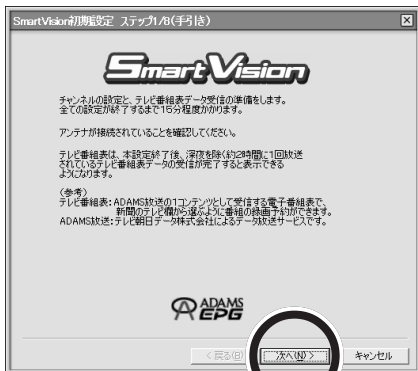 SmartVision初期設定 ステップ1/8(手引き)
SmartVision
チャンネルの設定と、テレビ番組表データ受信の準備をします。
全ての設定が終了するまで15分程度かかります。
アンテナが接続されていることを確認してください。
テレビ番組表は、本設定終了後、深夜を除く約2時間に1回放送
されているテレビ番組表データの受信が完了すると表示できる
ようになります。
(参考)
テレビ番組表：ADAMS放送の1コンテンツとして受信する電子番組表で、
新聞のテレビ欄から選ぶように番組の録画予約ができます。
ADAMS放送：テレビ朝日データ株式会社によるデータ放送サービスです。
ADAMS
EPG
< 戻る(B)
次へ(N) >
キャンセル